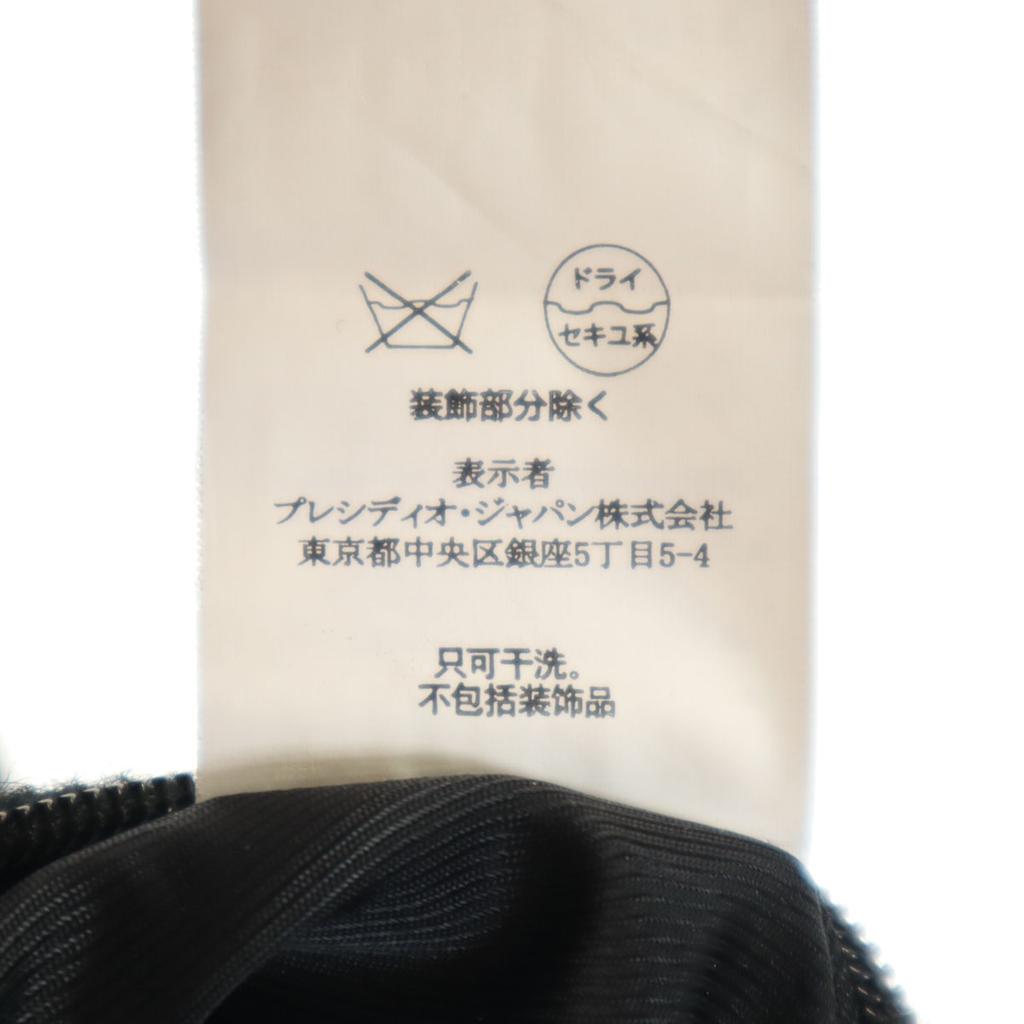 ドライ
セキユ系
装飾部分除く
表示者
プレシディオ・ジャパン株式会社
東京都中央区銀座5丁目5-4
只可干洗。
不包括装饰品